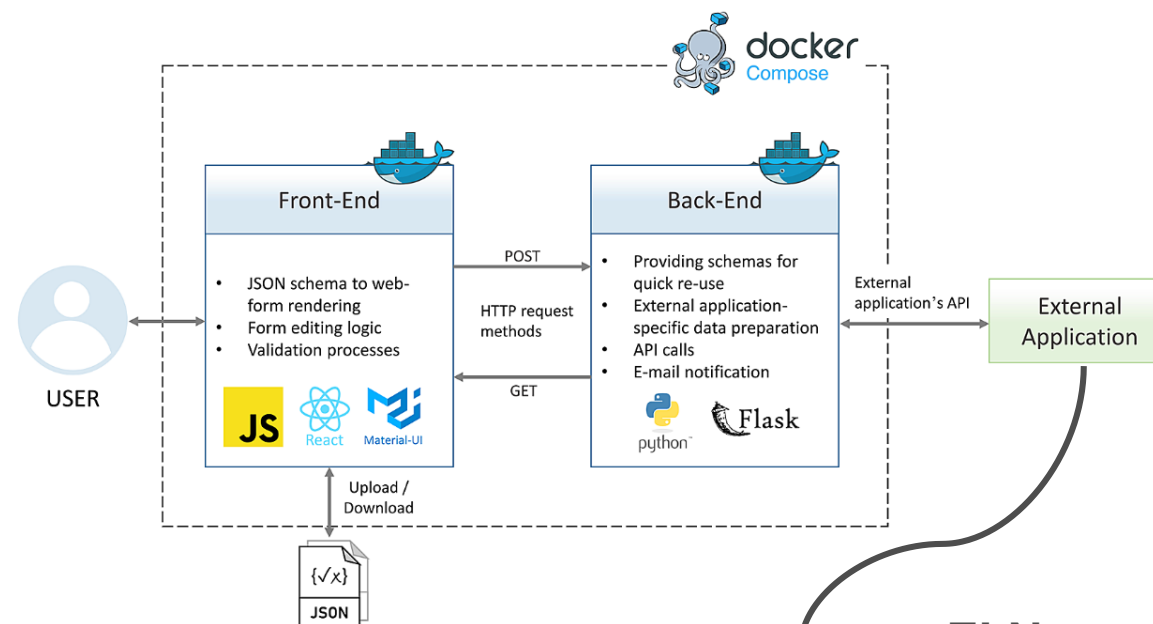 docker
Compose
Front-End
Back-End
JSON schema to web-
form rendering
Form editing logic
Validation processes
JS
React
Material-UI
POST
HTTP request
methods
GET
Providing schemas for
quick re-use
External application-
specific data preparation
API calls
E-mail notification
python
Flask
External
application's API
External
Application
USER
Upload /
Download
{√x}
JSON